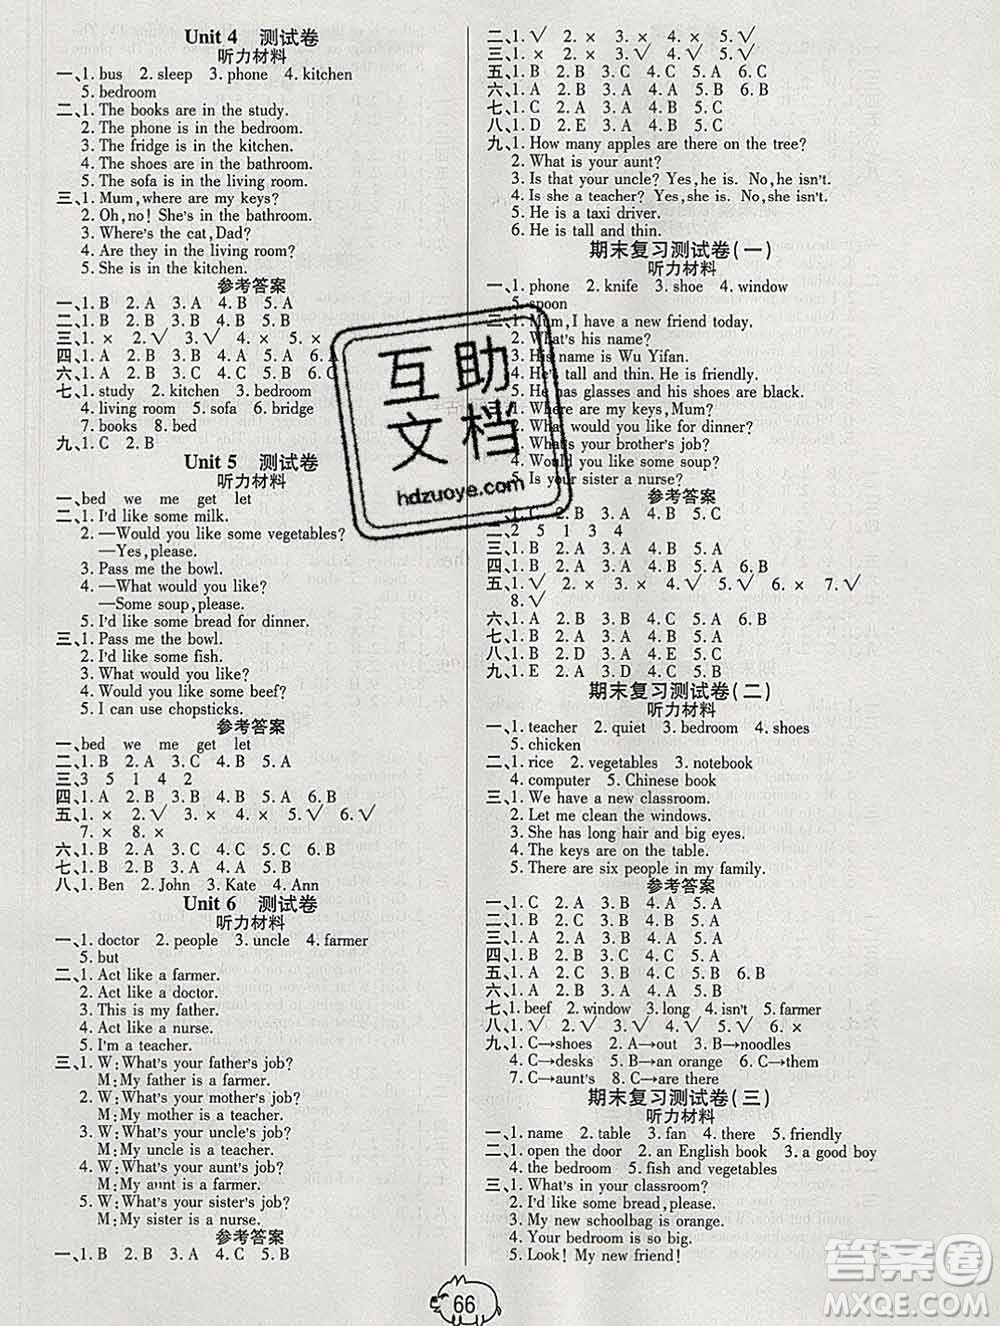 Unit 4 测试卷
听力材料
一、1. bus 2. sleep 3. phone 4. kitchen
5. bedroom
二、1. The books are in the study.
2. The phone is in the bedroom.
3. The fridge is in the kitchen.
4. The shoes are in the bathroom.
5. The sofa is in the living room.
三、1. Mum,where are my keys?
2. Oh,no! She's in the bathroom.
3. Where's the cat,Dad?
4. Are they in the living room?
5. She is in the kitchen.
参考答案
一、1. B 2. A 3. A 4. B 5. A
二、1. B 2. A 3. A 4. B 5. B
三、1. × 2. √ 3. √ 4. × 5. √
四、1. A 2. B 3. A 4. B 5. A
六、1. A 2. B 3. B 4. A 5. B
七、1. study 2. kitchen 3. bedroom
4. living room 5. sofa 6. bridge
7. books 8. bed
九、1. C 2. B
Unit 5 测试卷
听力材料
一、bed we me get let
二、1. I'd like some milk.
2. —Would you like some vegetables?
—Yes,please.
3. Pass me the bowl.
4. —What would you like?
—Some soup,please.
5. I'd like some bread for dinner.
三、1. Pass me the bowl.
2. I'd like some fish.
3. What would you like?
4. Would you like some beef?
5. I can use chopsticks.
参考答案
一、bed we me get let
二、1. B 2. A 3. C 4. B 5. A
三、3 5 1 4 2
四、1. A 2. B 3. A 4. B 5. A
五、1. × 2. √ 3. × 4. × 5. √ 6. √
7. × 8. ×
六、1. B 2. A 3. C 4. B 5. A
七、1. B 2. A 3. A 4. B 5. B
八、1. Ben 2. John 3. Kate 4. Ann
Unit 6 测试卷
听力材料
一、1. doctor 2. people 3. uncle 4. farmer
5. but
二、1. Act like a farmer.
2. Act like a doctor.
3. This is my father.
4. Act like a nurse.
5. I'm a teacher.
三、1. W:What's your father's job?
M:My father is a farmer.
2. W:What's your mother's job?
M:My mother is a teacher.
3. W:What's your uncle's job?
M:My uncle is a teacher.
4. W:What's your aunt's job?
M:My aunt is a farmer.
5. W:What's your sister's job?
M:My sister is a nurse.
参考答案
一、1. B 2. A 3. A 4. B 5. B
二、1. √ 2. × 3. √ 4. × 5. √
三、1. × 2. × 3. √ 4. √ 5. √
五、1. B 2. B 3. C 4. C 5. A
六、1. A 2. B 3. A 4. A 5. B 6. B
七、1. C 2. A 3. B 4. A 5. C
八、1. D 2. E 3. A 4. B 5. C
九、1. How many apples are there on the tree?
2. What is your aunt?
3. Is that your uncle? Yes,he is. No,he isn't.
4. Is she a teacher? Yes,she is. No,she isn't.
5. He is a taxi driver.
6. He is tall and thin.
期末复习测试卷(一)
听力材料
一、1. phone 2. knife 3. shoe 4. window
5. spoon
二、1. Mum,I have a new friend today.
2. What's his name?
3. His name is Wu Yifan.
4. He's tall and thin. He is friendly.
5. He has glasses and his shoes are black.
三、1. Where are my keys,Mum?
2. What would you like for dinner?
3. What's your brother's job?
4. Would you like some soup?
5. Is your sister a nurse?
参考答案
一、1. C 2. A 3. B 4. B 5. C
二、2 5 1 3 4
三、1. B 2. A 3. B 4. A 5. B
四、1. B 2. B 3. A 4. B 5. A
五、1. √ 2. × 3. × 4. √ 5. √ 6. × 7. √
8. √
六、1. B 2. B 3. B 4. C 5. A 6. B
七、1. B 2. A 3. A 4. B 5. A
八、1. B 2. D 3. A 4. E 5. C
九、1. E 2. A 3. D 4. C 5. B
期末复习测试卷(二)
听力材料
一、1. teacher 2. quiet 3. bedroom 4. shoes
5. chicken
二、1. rice 2. vegetables 3. notebook
4. computer 5. Chinese book
三、1. We have a new classroom.
2. Let me clean the windows.
3. She has long hair and big eyes.
4. The keys are on the table.
5. There are six people in my family.
参考答案
一、1. C 2. A 3. B 4. A 5. A
二、1. C 2. A 3. B 4. B 5. A
三、1. A 2. A 3. B 4. B 5. A
四、1. B 2. B 3. A 4. B 5. B
五、1. C 2. A 3. C 4. B 5. A
六、1. A 2. B 3. A 4. B 5. B
七、1. beef 2. window 3. long 4. isn't 5. farmer
八、1. √ 2. √ 3. √ 4. √ 5. √ 6. ×
九、1. C→shoes 2. A→out 3. B→noodles
4. C→desks 5. B→an orange 6. C→them
7. C→aunt's 8. C→are there
期末复习测试卷(三)
听力材料
一、1. name 2. table 3. fan 4. there 5. friendly
二、1. open the door 2. an English book 3. a good boy
4. the bedroom 5. fish and vegetables
三、1. What's in your classroom?
2. I'd like some bread,please.
3. My new schoolbag is orange.
4. Your bedroom is so big.
5. Look! My new friend!
互助文档
hdzuoye.com
66
答案圈
MXQE.COM